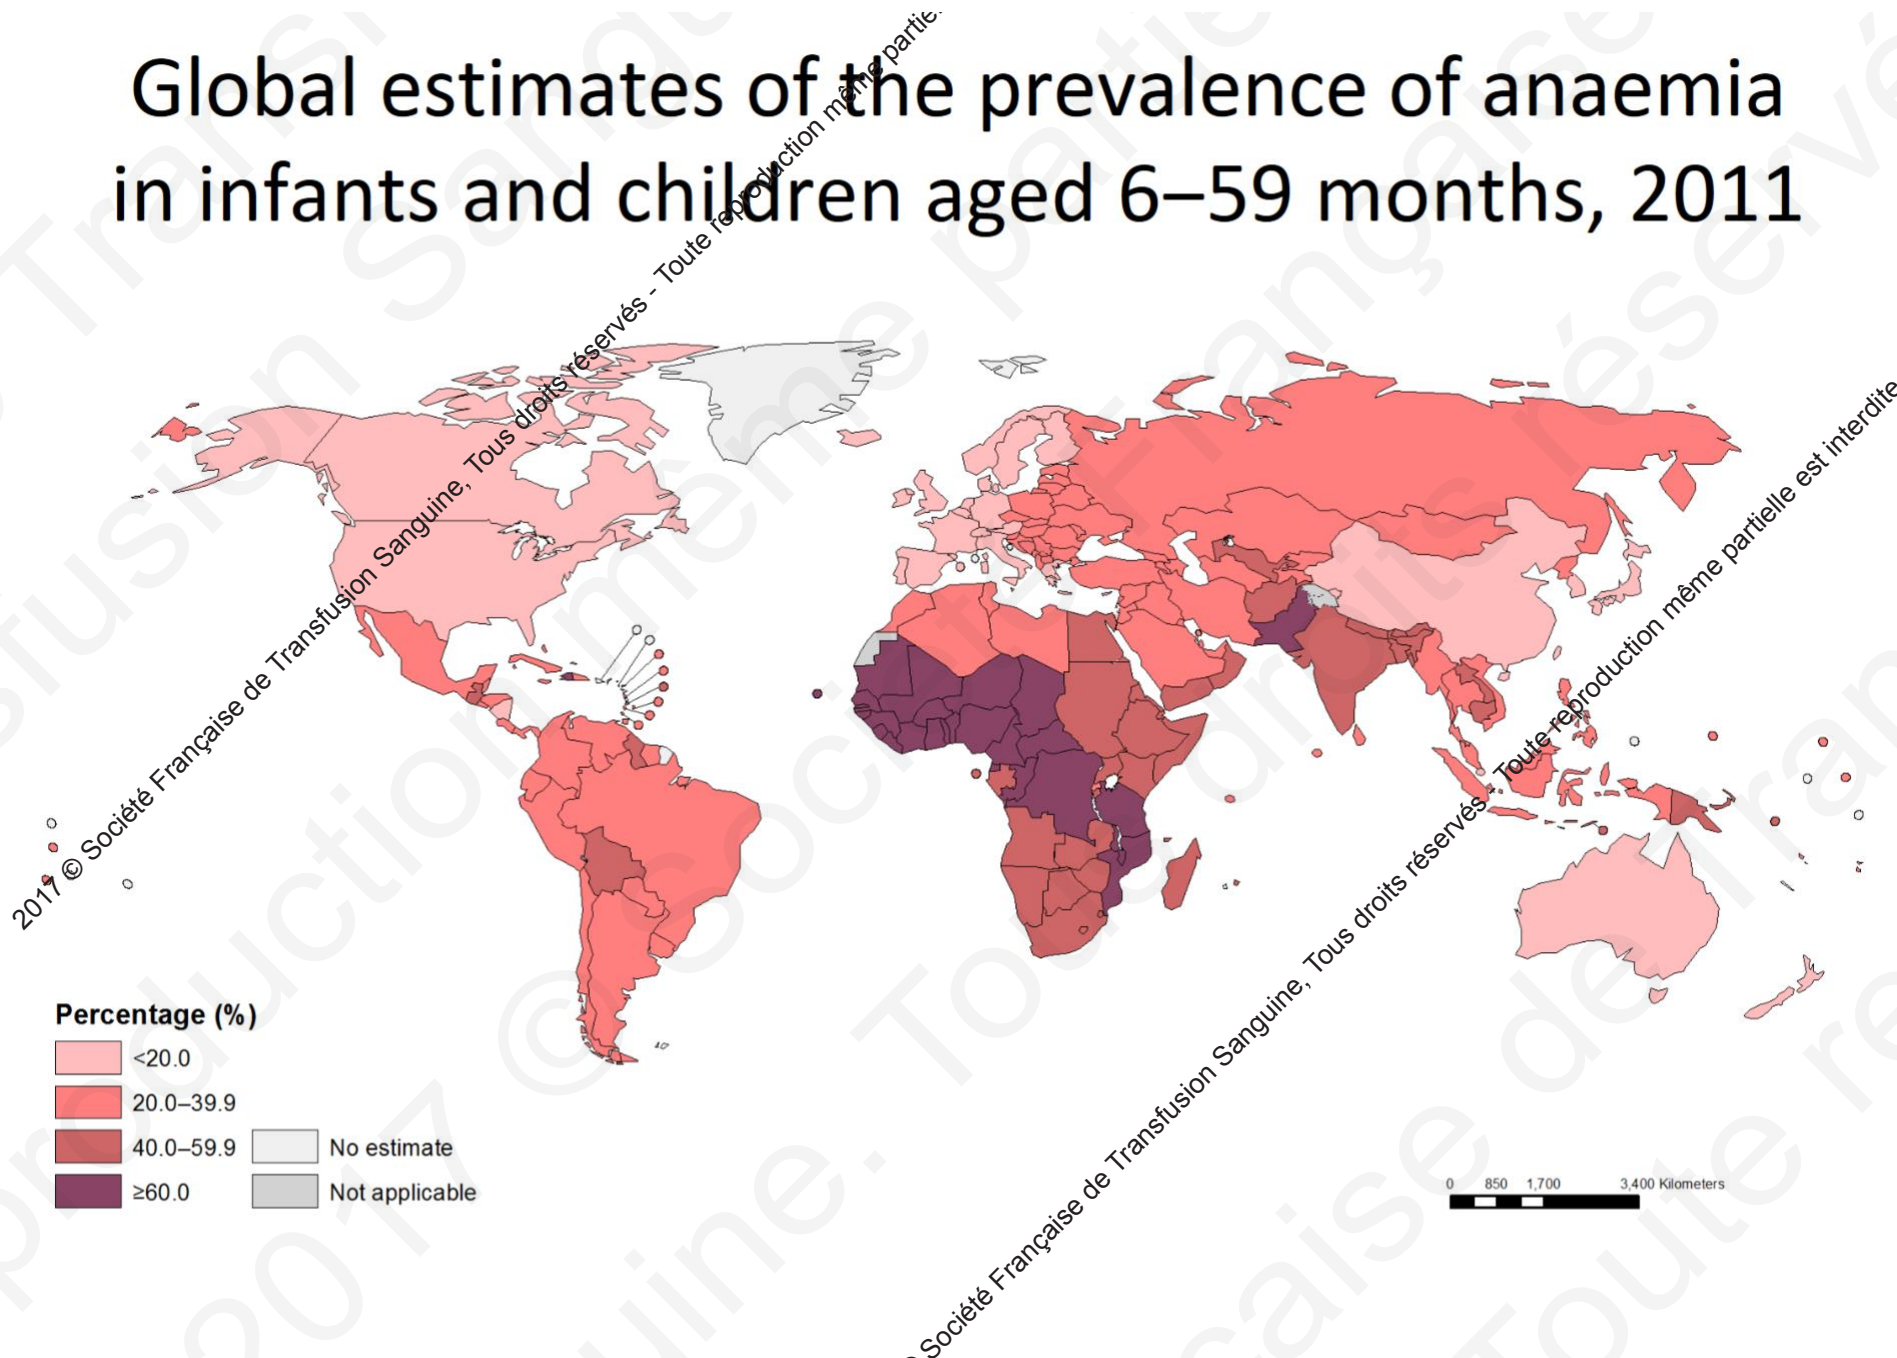 Global estimates of the prevalence of anaemia
in infants and children aged 6–59 months, 2011
2017 © Société Française de Transfusion Sanguine, Tous droits réservés - Toute reproduction même partie
Société Française de Transfusion Sanguine, Tous droits réservés - Toute reproduction même partielle est interdite
Percentage (%)
<20.0
20.0–39.9
40.0–59.9
≥60.0
No estimate
Not applicable
0 850 1,700 3,400 Kilometers